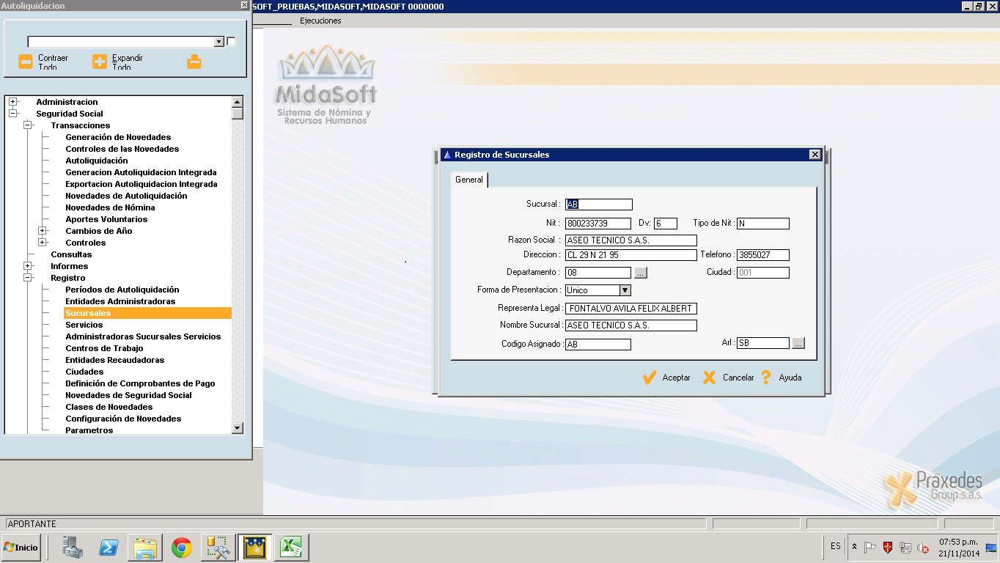 Autoliquidacion
SOFT_PRUEBAS,MIDASOFT,MIDASOFT 0000000
Ejecuciones
Contraer
Todo
Expandir
Todo
Administracion
Seguridad Social
Transacciones
Generación de Novedades
Controles de las Novedades
Autoliquidación
Generacion Autoliquidacion Integrada
Exportacion Autoliquidacion Integrada
Novedades de Autoliquidación
Novedades de Nómina
Aportes Voluntarios
Cambios de Año
Controles
Consultas
Informes
Registro
Períodos de Autoliquidación
Entidades Administradoras
Sucursales
Servicios
Administradoras Sucursales Servicios
Centros de Trabajo
Entidades Recaudadoras
Ciudades
Definición de Comprobantes de Pago
Novedades de Seguridad Social
Clases de Novedades
Configuración de Novedades
Parametros
MidaSoft
Sistema de Nómina y
Recursos Humanos
Registro de Sucursales
General
Sucursal : AB
Nit : 800233739 Dv: 6 Tipo de Nit : N
Razon Social : ASEO TECNICO S.A.S.
Direccion : CL 29 N 21 95 Telefono : 3855027
Departamento : 08 ... Ciudad : 001
Forma de Presentacion : Unico
Representa Legal : FONTALVO AVILA FELIX ALBERT
Nombre Sucursal : ASEO TECNICO S.A.S.
Codigo Asignado : AB Arl : SB ...
Aceptar Cancelar ? Ayuda
Práxedes
Group s.a.s.
APORTANTE
Inicio
ES
07:53 p.m.
21/11/2014